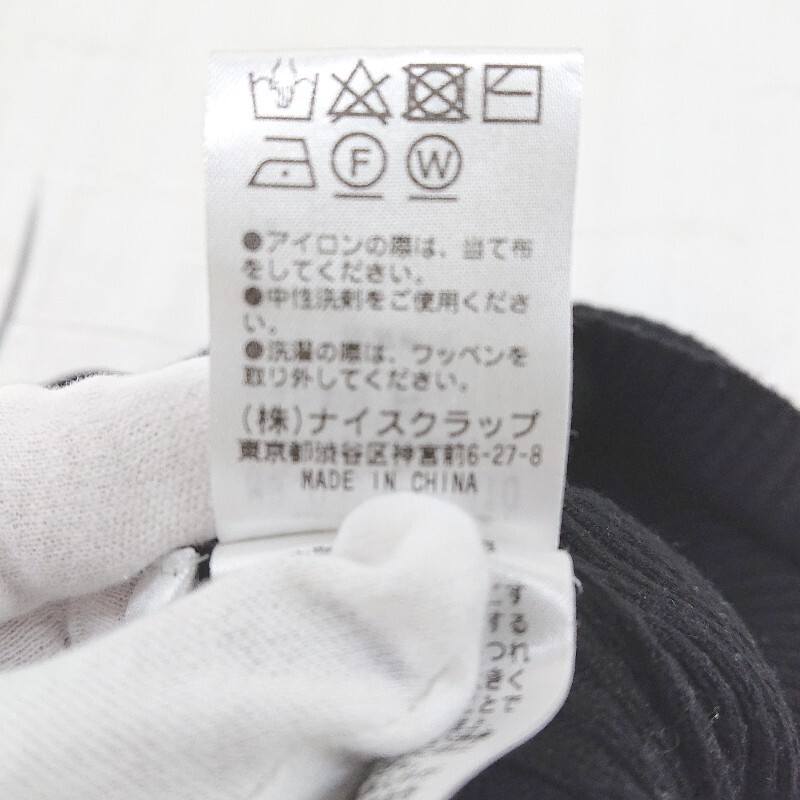 F W
●アイロンの際は、当て布
をしてください。
●中性洗剤をご使用くださ
い。
●洗濯の際は、ワッペンを
取り外してください。
(株)ナイスクラップ
東京都渋谷区神宮前6-27-8
MADE IN CHINA